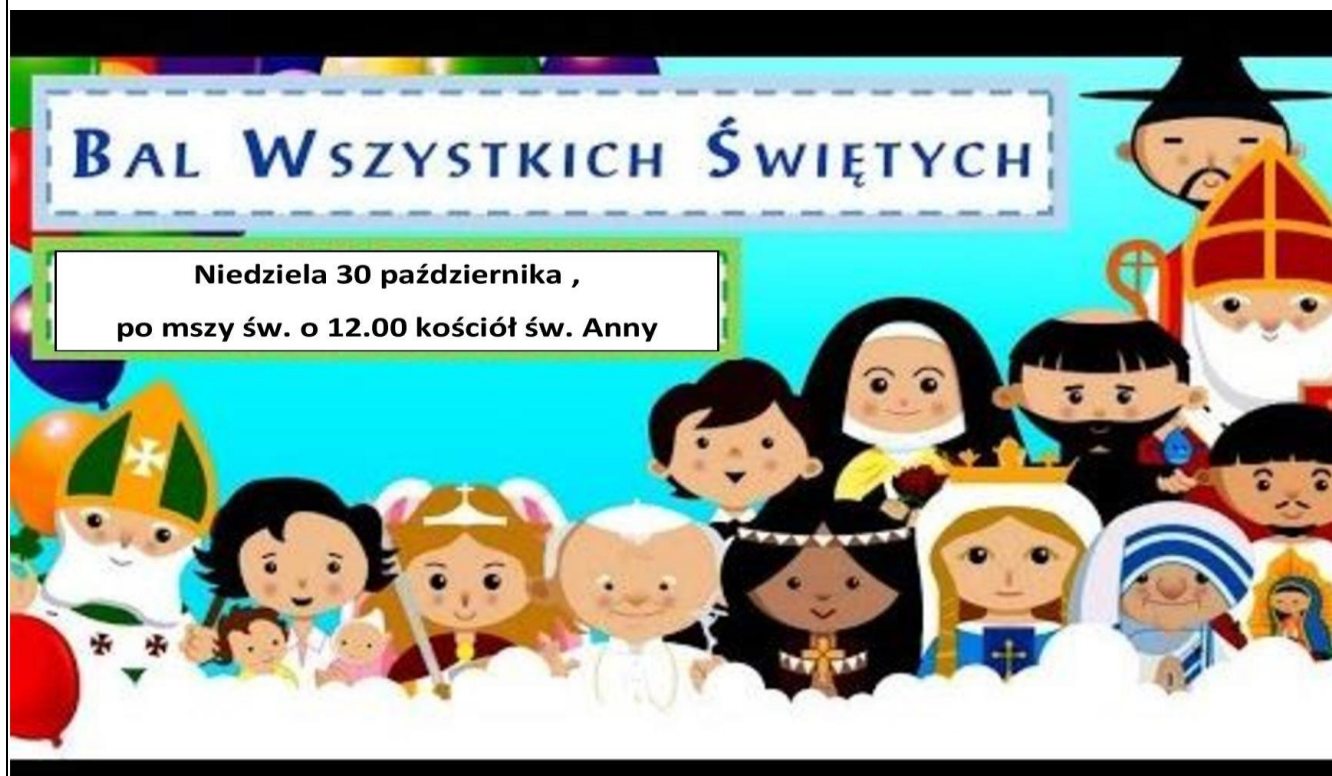 BAL WSZYSTKICH ŚWIĘTYCH
Niedziela 30 października ,
po mszy św. o 12.00 kościół św. Anny